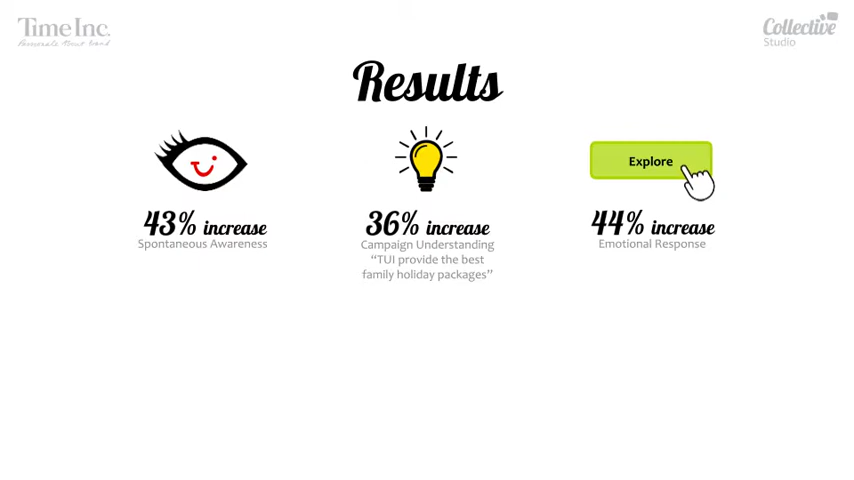 Time Inc.
Collective
Studio
Results
Explore
43% increase
Spontaneous Awareness
36% increase
Campaign Understanding
“TUI provide the best
family holiday packages”
44% increase
Emotional Response